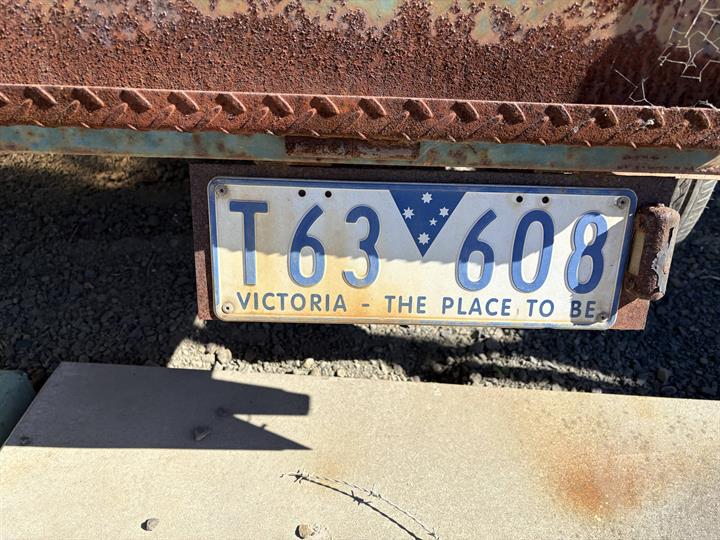 T63 608
VICTORIA - THE PLACE TO BE